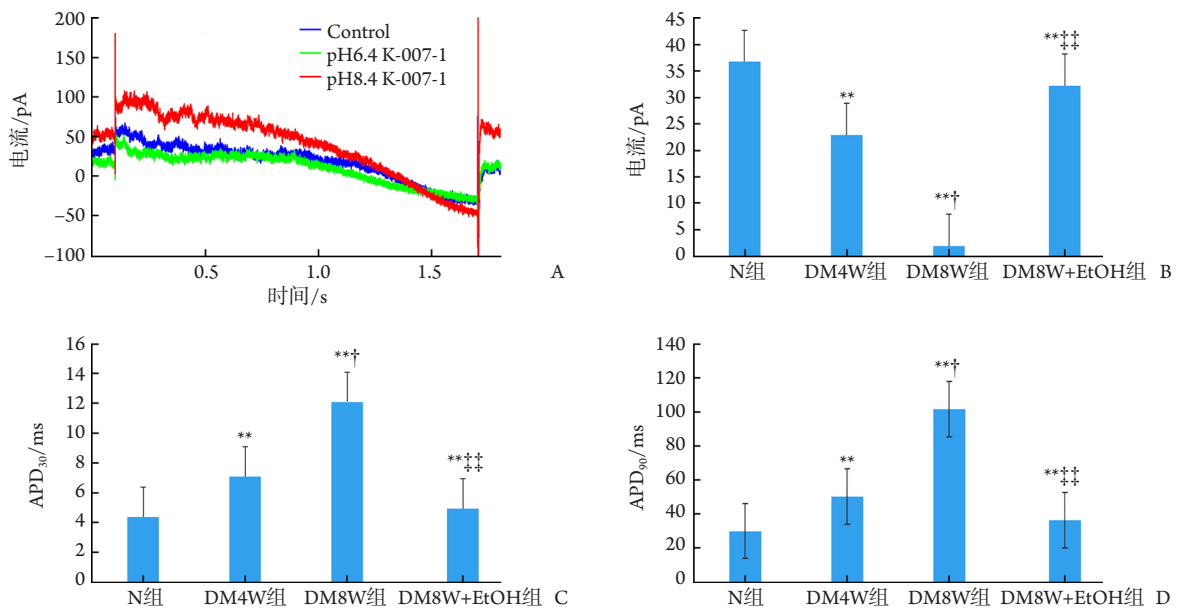 200
150
100
50
0
−50
−100
电流/pA
Control
pH6.4 K-007-1
pH8.4 K-007-1
0.5
1.0
1.5
时间/s
A
45
40
35
30
25
20
15
10
5
0
电流/pA
**
**†
**‡‡
N组
DM4W组
DM8W组
DM8W+EtOH组
B
16
14
12
10
8
6
4
2
0
APD30/ms
**
**†
**‡‡
N组
DM4W组
DM8W组
DM8W+EtOH组
C
140
120
100
80
60
40
20
0
APD90/ms
**
**†
**‡‡
N组
DM4W组
DM8W组
DM8W+EtOH组
D